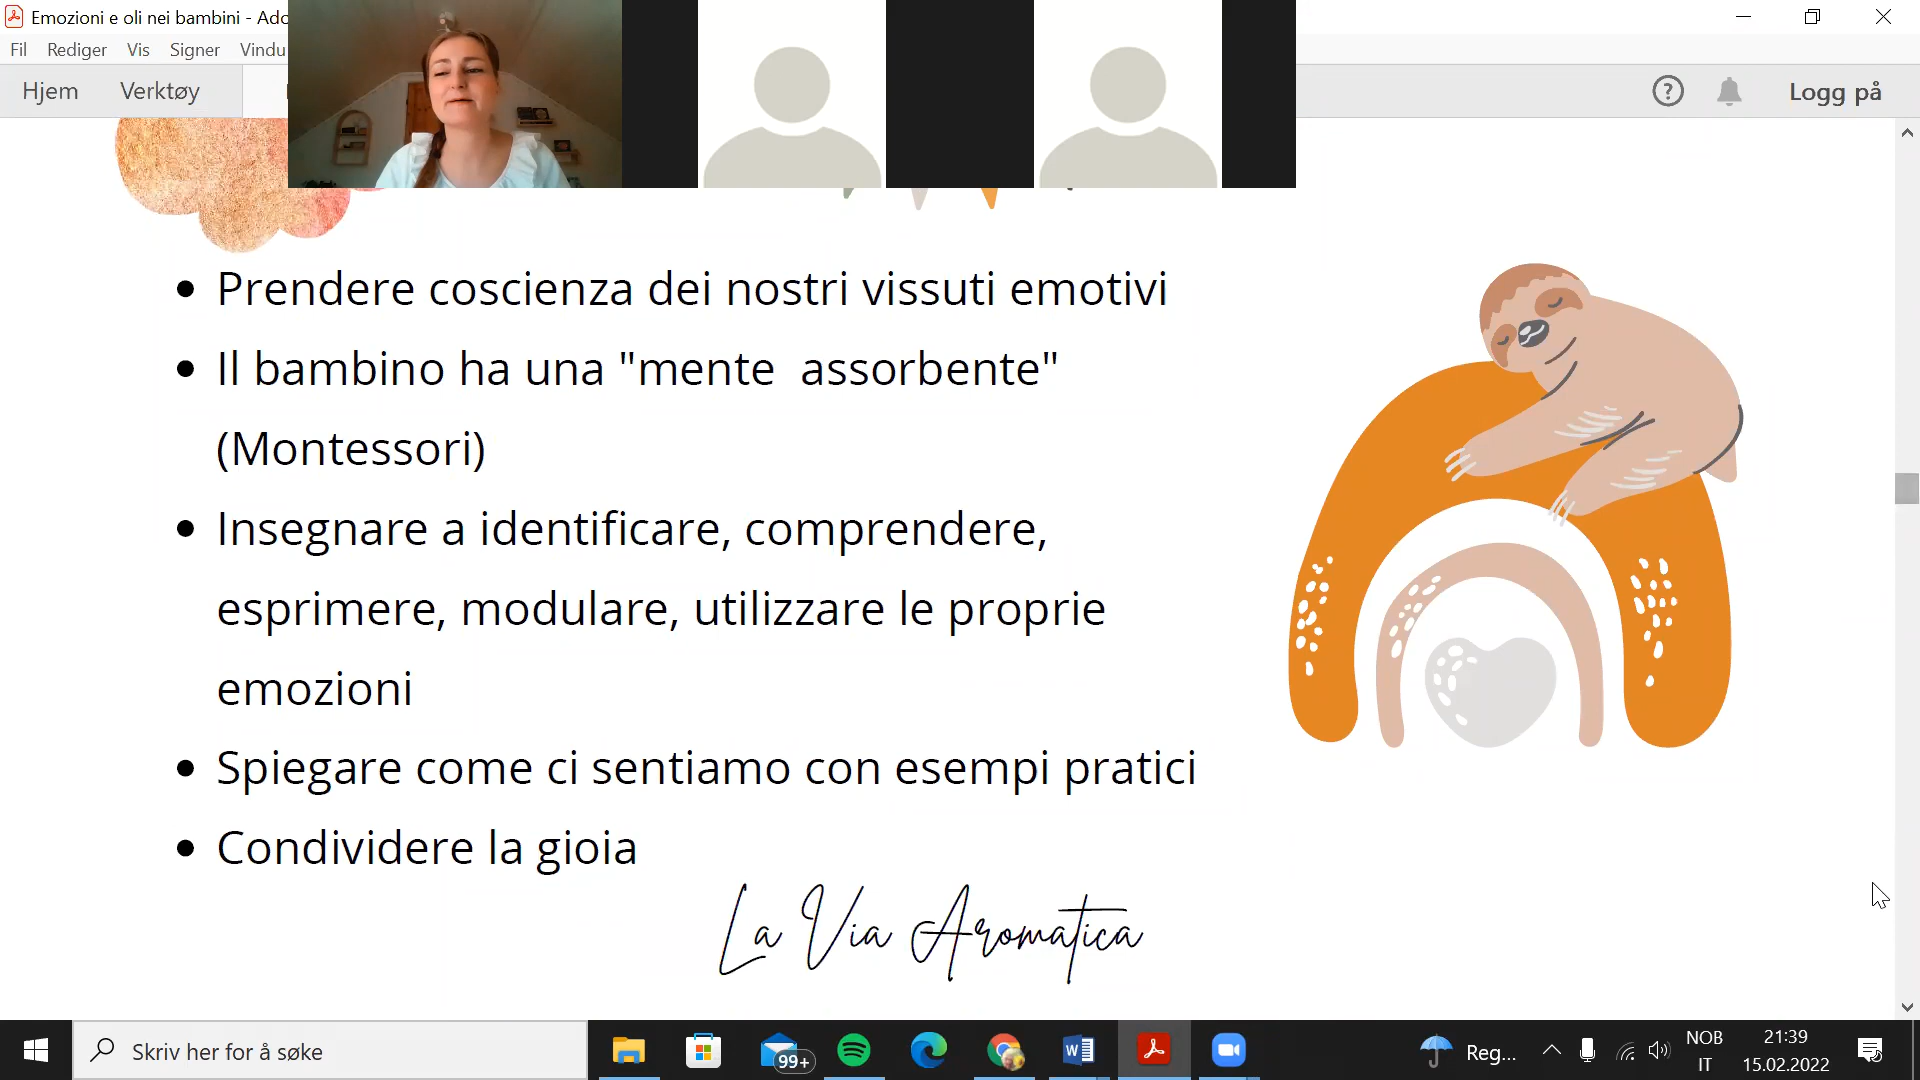 Emozioni e oli nei bambini - Ado
Fil Rediger Vis Signer Vindu
Hjem Verktøy
? Logg på
Prendere coscienza dei nostri vissuti emotivi
Il bambino ha una "mente assorbente"
(Montessori)
Insegnare a identificare, comprendere,
esprimere, modulare, utilizzare le proprie
emozioni
Spiegare come ci sentiamo con esempi pratici
Condividere la gioia
La Via Aromatica
Skriv her for å søke
99+
Reg...
NOB
IT
21:39
15.02.2022